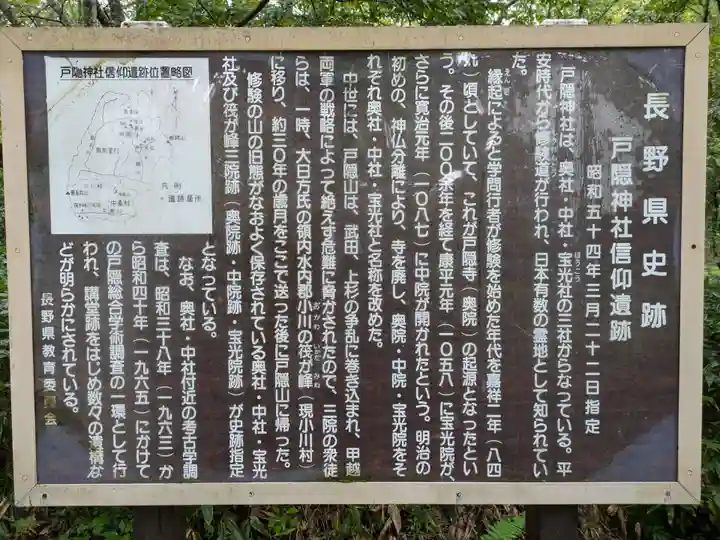 長野県史跡
戸隠神社信仰遺跡
昭和五十四年三月二十二日指定
戸隠神社は、奥社・中社・宝光社の三社からなっている。平
安時代から修験道が行われ、日本有数の霊地として知られてい
た。
縁起によると学問行者が修験を始めた年代を嘉祥二年(八四
九)頃としていて、これが戸隠寺(奥院)の起源となったとい
う。その後二〇〇余年を経て康平元年(一〇五八)に宝光院が、
さらに寛治元年(一〇八七)に中院が開かれたという。明治の
初めの、神仏分離により、寺を廃し、奥院・中院・宝光院をそ
れぞれ奥社・中社・宝光社と名称を改めた。
中世には、戸隠山は、武田、上杉の争乱に巻き込まれ、甲越
両軍の戦略によって絶えず危難に脅かされたので、三院の衆徒
らは、一時、大日方氏の領内水内郡小川の筏が峰(現小川村)
に移り、約三〇年の歳月をここで送った後に戸隠山に帰った。
修験の山の旧態がなおよく保存されている奥社・中社・宝光
社及び筏が峰三院跡(奥院跡・中院跡・宝光院跡)が史跡指定
となっている。
なお、奥社・中社付近の考古学調
査は、昭和三十八年(一九六三)か
ら昭和四十年(一九六五)にかけて
の戸隠総合学術調査の一環として行
われ、講堂跡をはじめ数々の遺構な
どが明らかにされている。
長野県教育委員会
戸隠神社信仰遺跡位置略図
凡例
遺跡箇所